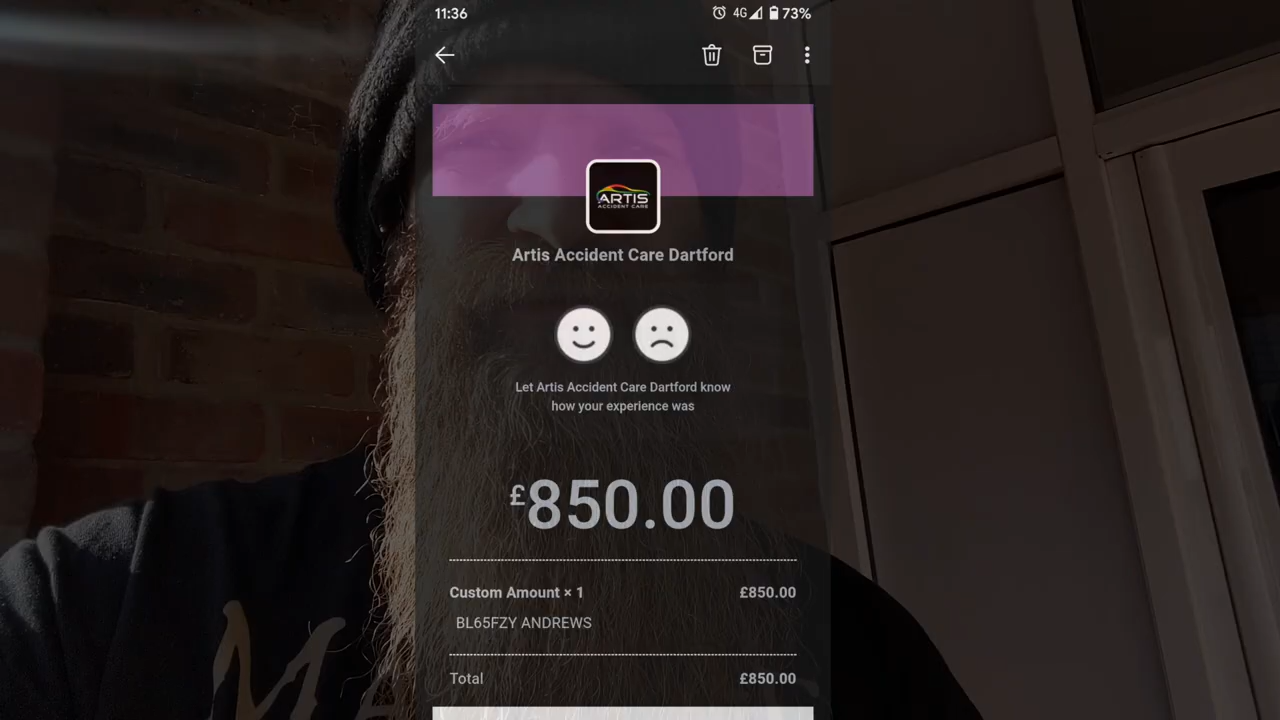 11:36
4G
73%
ARTIS
ACCIDENT CARE
Artis Accident Care Dartford
Let Artis Accident Care Dartford know
how your experience was
£850.00
Custom Amount × 1 £850.00
BL65FZY ANDREWS
Total £850.00
M